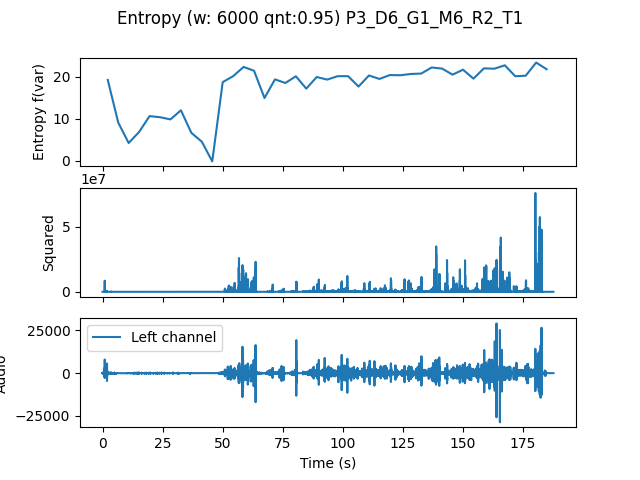 Entropy (w: 6000 qnt:0.95) P3_D6_G1_M6_R2_T1
Entropy f(var)
20
10
0
1e7
Squared
5
0
Audio
25000
0
−25000
Left channel
0
25
50
75
100
125
150
175
Time (s)